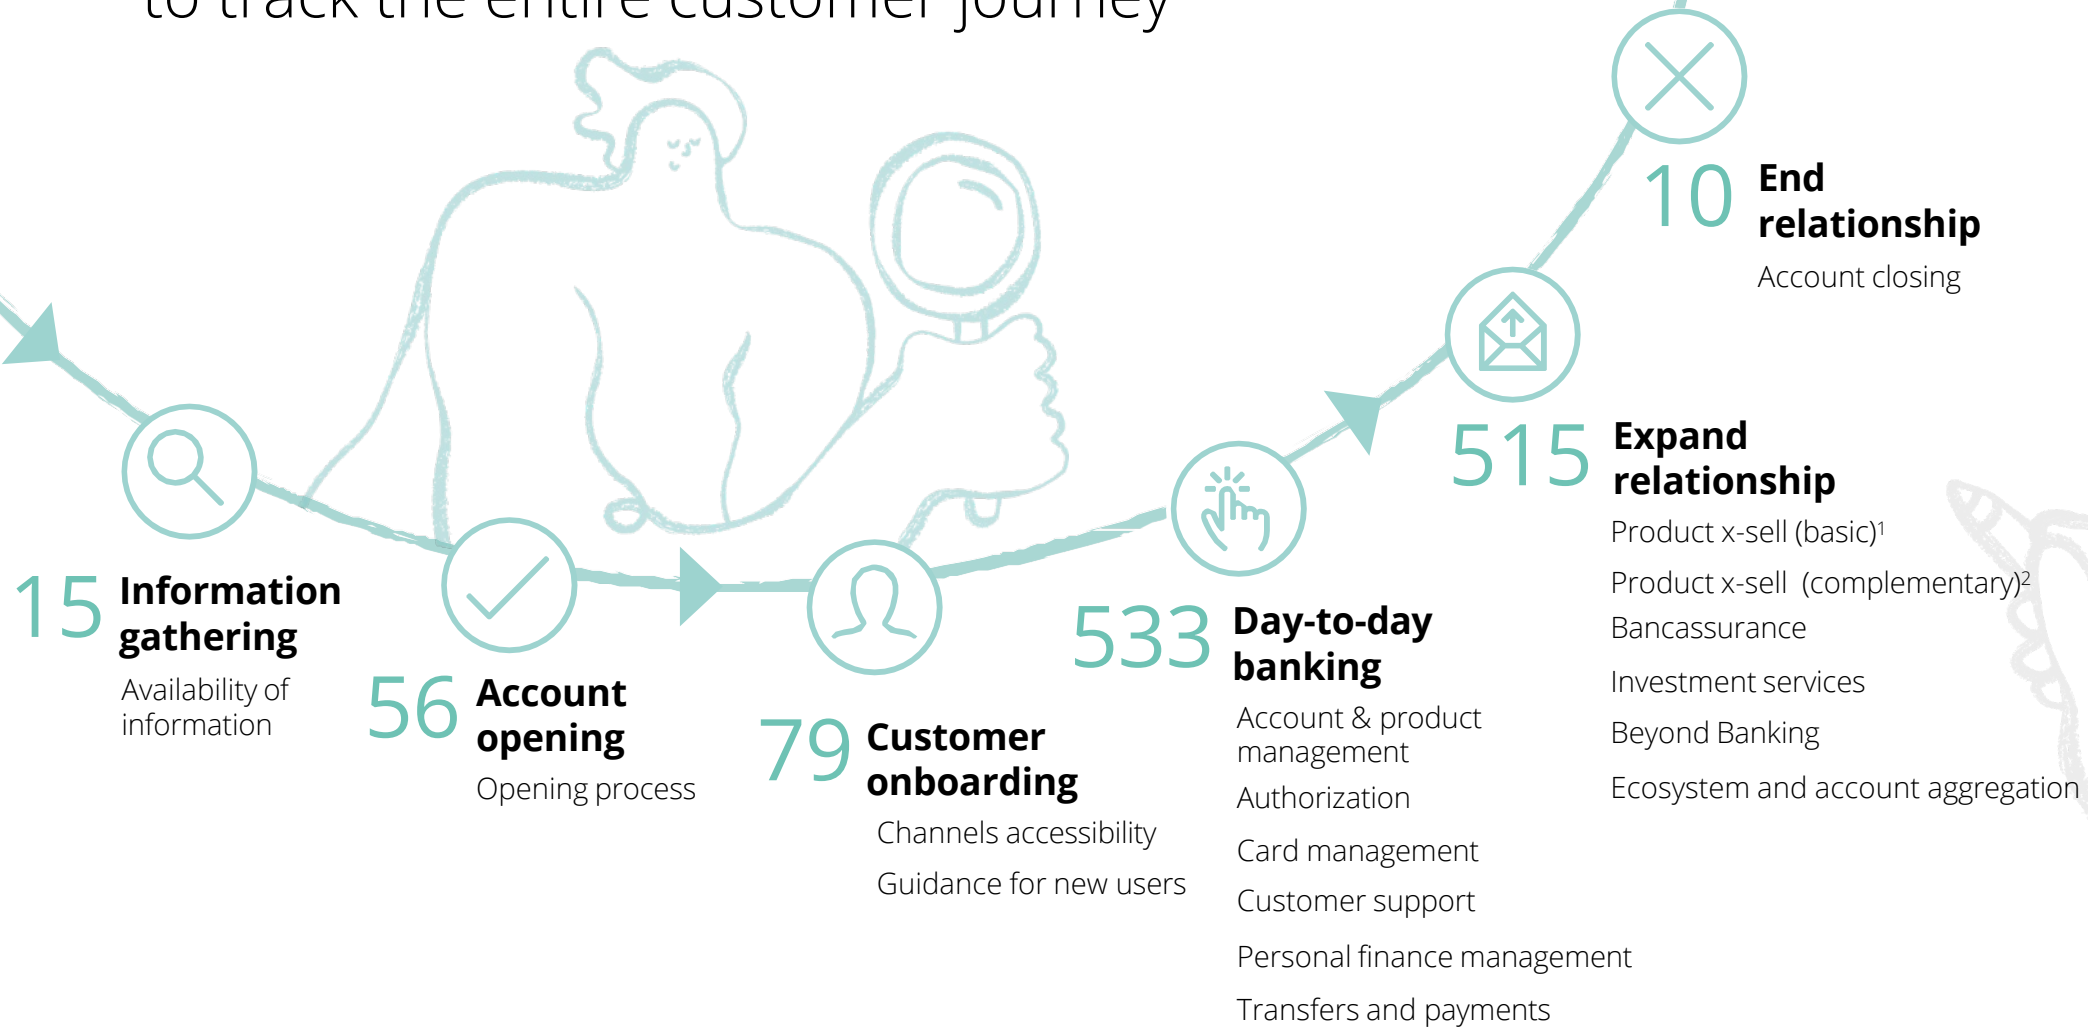 to track the entire customer journey
15
Information
gathering
Availability of
information
56
Account
opening
Opening process
79
Customer
onboarding
Channels accessibility
Guidance for new users
533
Day-to-day
banking
Account & product
management
Authorization
Card management
Customer support
Personal finance management
Transfers and payments
515
Expand
relationship
Product x-sell (basic)¹
Product x-sell (complementary)²
Bancassurance
Investment services
Beyond Banking
Ecosystem and account aggregation
10
End
relationship
Account closing